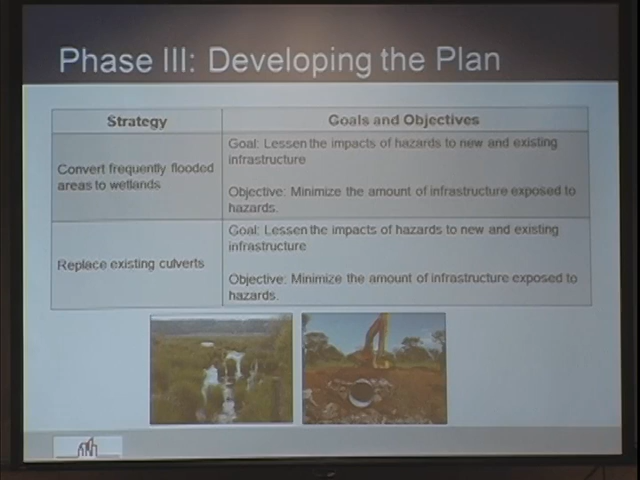 Phase III: Developing the Plan
Strategy
Goals and Objectives
Convert frequently flooded
areas to wetlands
Goal: Lessen the impacts of hazards to new and existing
infrastructure
Objective: Minimize the amount of infrastructure exposed to
hazards.
Replace existing culverts
Goal: Lessen the impacts of hazards to new and existing
infrastructure
Objective: Minimize the amount of infrastructure exposed to
hazards.